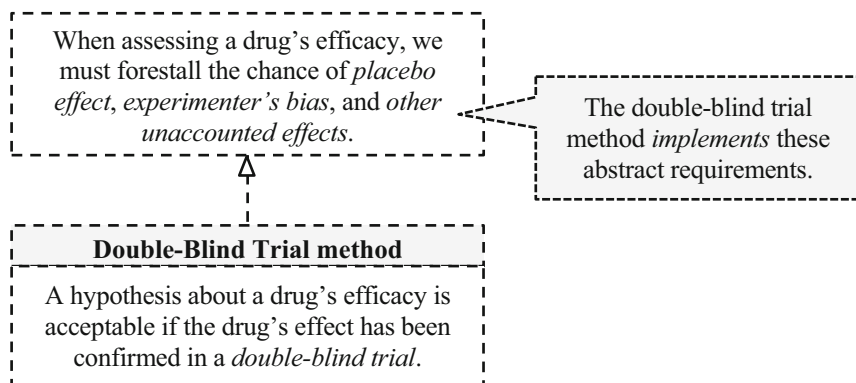 When assessing a drug’s efficacy, we
must forestall the chance of placebo
effect, experimenter’s bias, and other
unaccounted effects.
The double-blind trial
method implements these
abstract requirements.
Double-Blind Trial method
A hypothesis about a drug’s efficacy is
acceptable if the drug’s effect has been
confirmed in a double-blind trial.